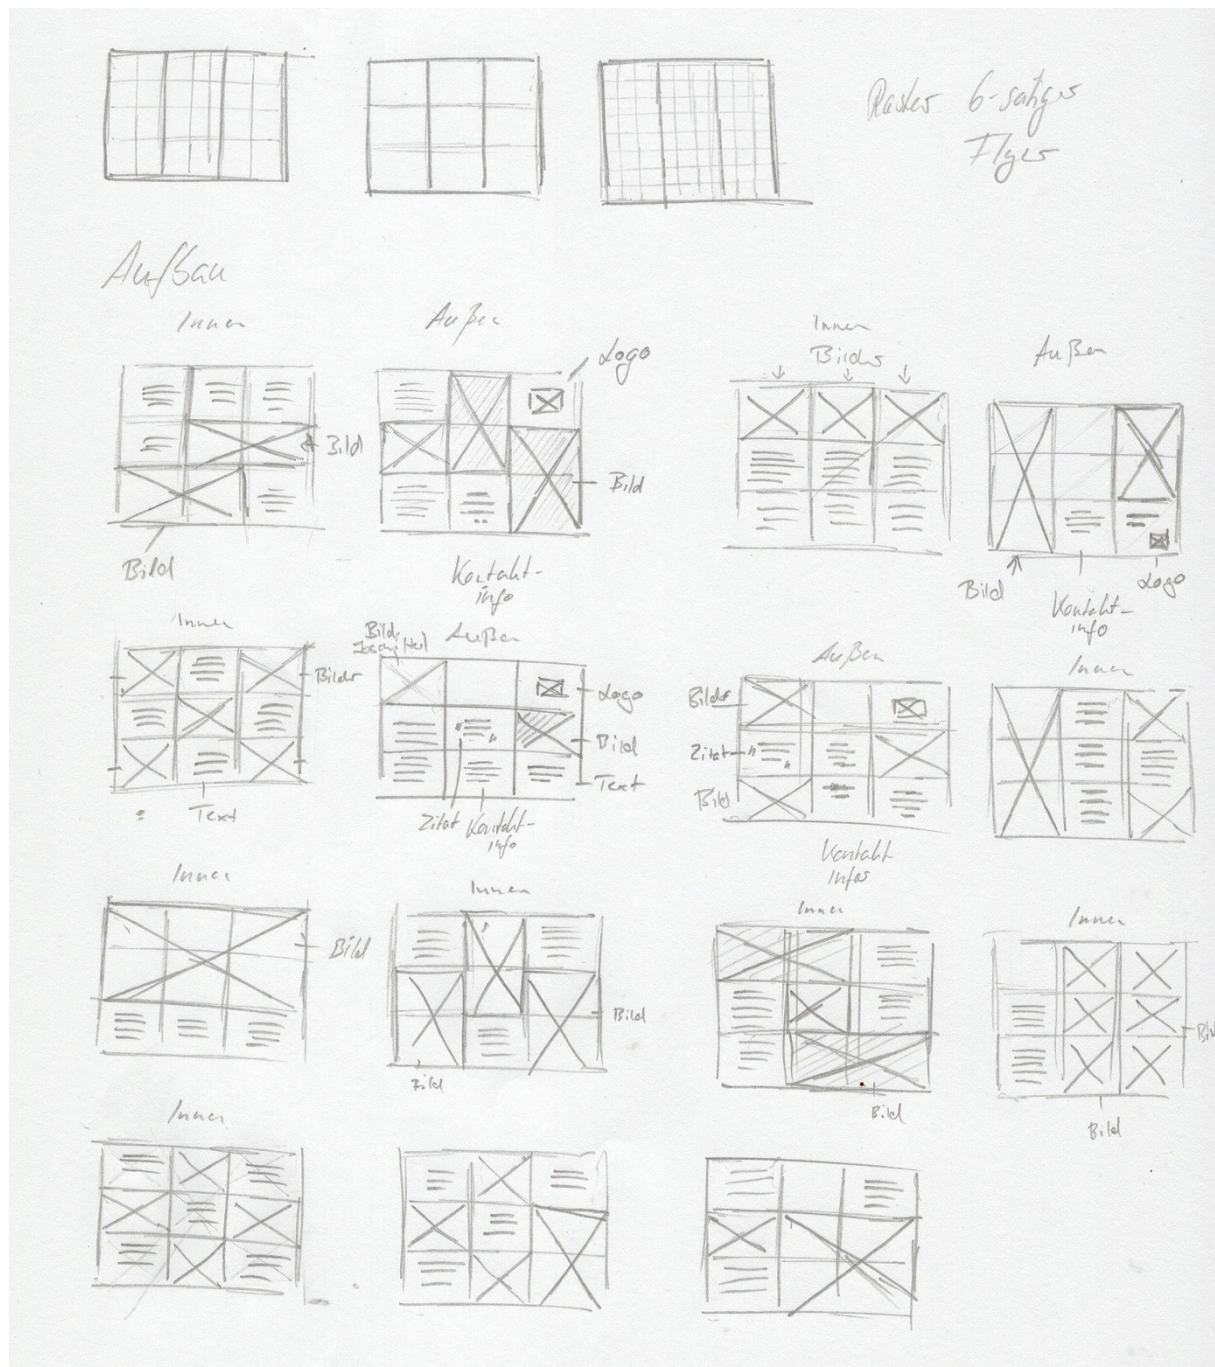 Raster 6-seitiger
Flyer
Aufbau
Innen
Außen
Logo
Bild
Bild
Bild
Kontakt-
info
Innen
Bilder
Außen
Bild
Kontakt-
info
Logo
Innen
Bilder
Text
Bild
Außen
Logo
Bild
Text
Zitat Kontakt-
info
Außen
Bilder
Zitat
Bild
Kontakt
infos
Innen
Innen
Bild
Innen
Bild
Bild
Innen
Bild
Innen
Bild
Innen